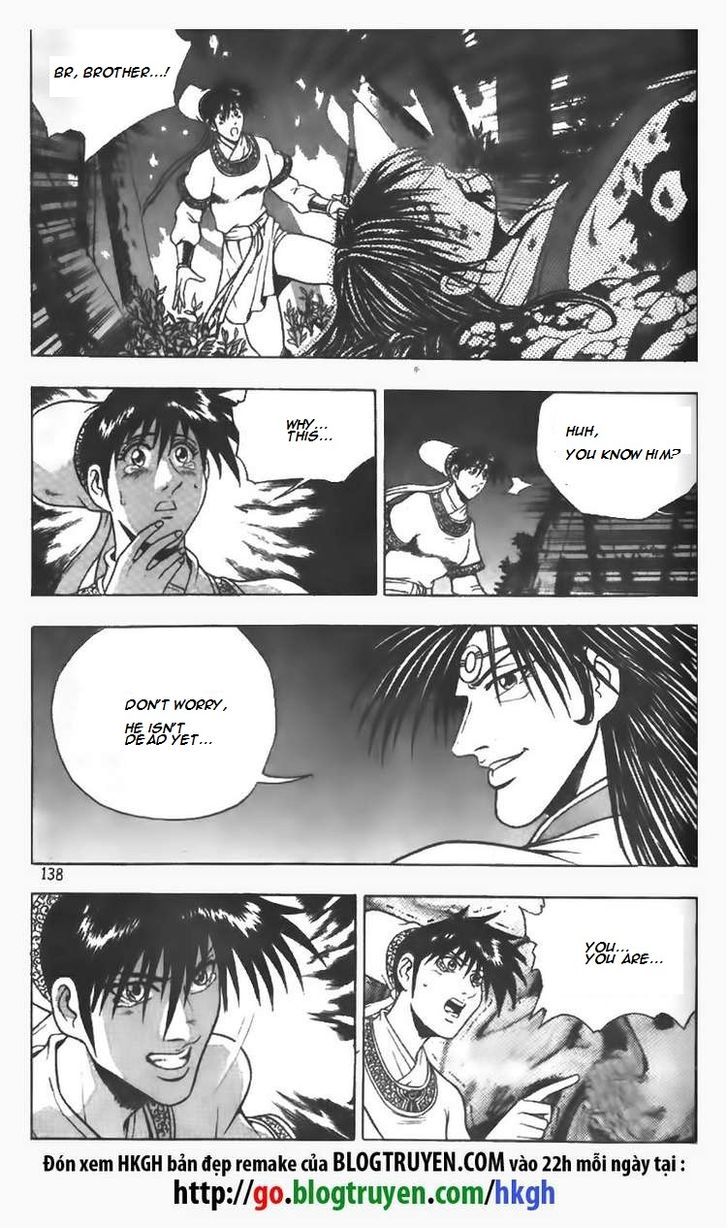 BR, BROTHER...!
WHY...
THIS...
HUH,
YOU KNOW HIM?
DON'T WORRY,
HE ISN'T
DEAD YET...
138
YOU...
YOU ARE...
Đón xem HKGH bản đẹp remake của BLOGTRUYEN.COM vào 22h mỗi ngày tại :
http://go.blogtruyen.com/hkgh